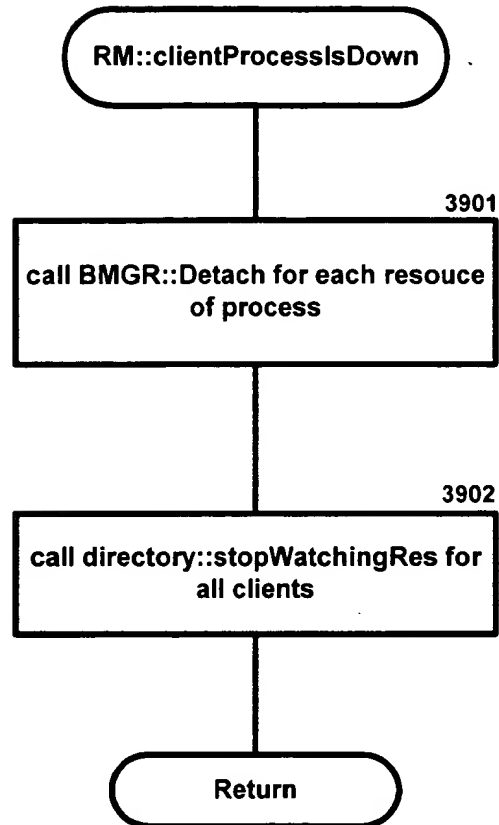 RM::clientProcessIsDown
3901
call BMGR::Detach for each resouce
of process
3902
call directory::stopWatchingRes for
all clients
Return